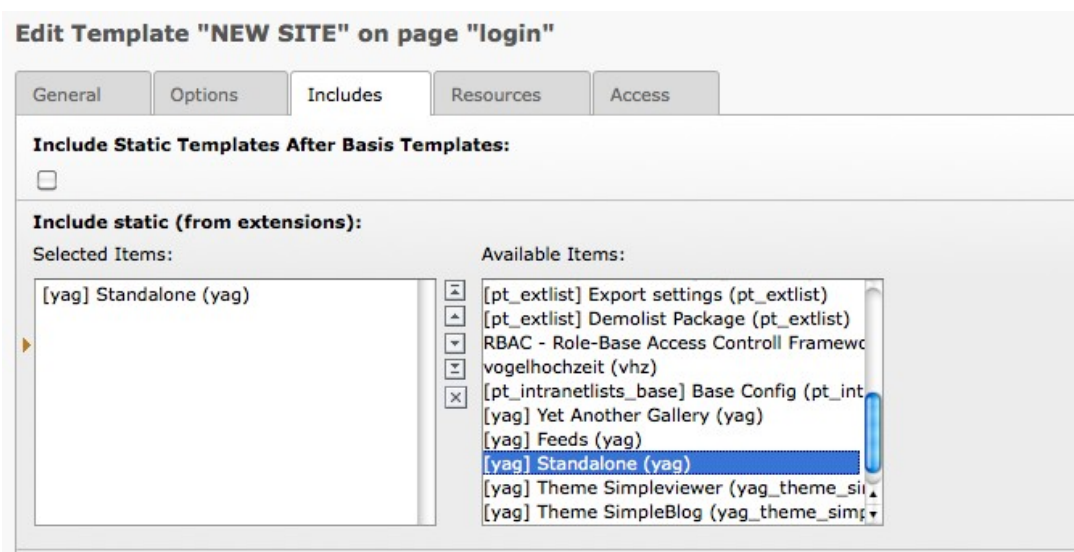 Edit Template "NEW SITE" on page "login"
General Options Includes Resources Access
Include Static Templates After Basis Templates:
Include static (from extensions):
Selected Items: Available Items:
[yag] Standalone (yag)
[pt_extlist] Export settings (pt_extlist)
[pt_extlist] Demolist Package (pt_extlist)
RBAC - Role-Base Access Controll Framewo
vogelhochzeit (vhz)
[pt_intranetlists_base] Base Config (pt_int
[yag] Yet Another Gallery (yag)
[yag] Feeds (yag)
[yag] Standalone (yag)
[yag] Theme Simpleviewer (yag_theme_si
[yag] Theme SimpleBlog (yag_theme_simp